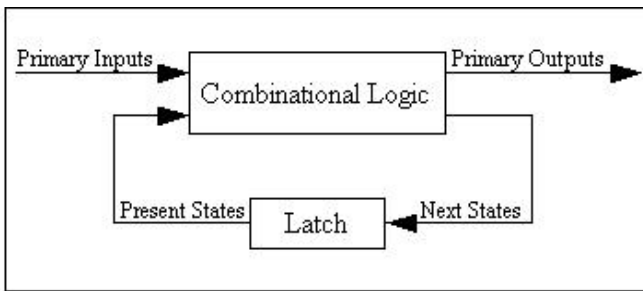 Primary Inputs
Primary Outputs
Combinational Logic
Present States
Latch
Next States